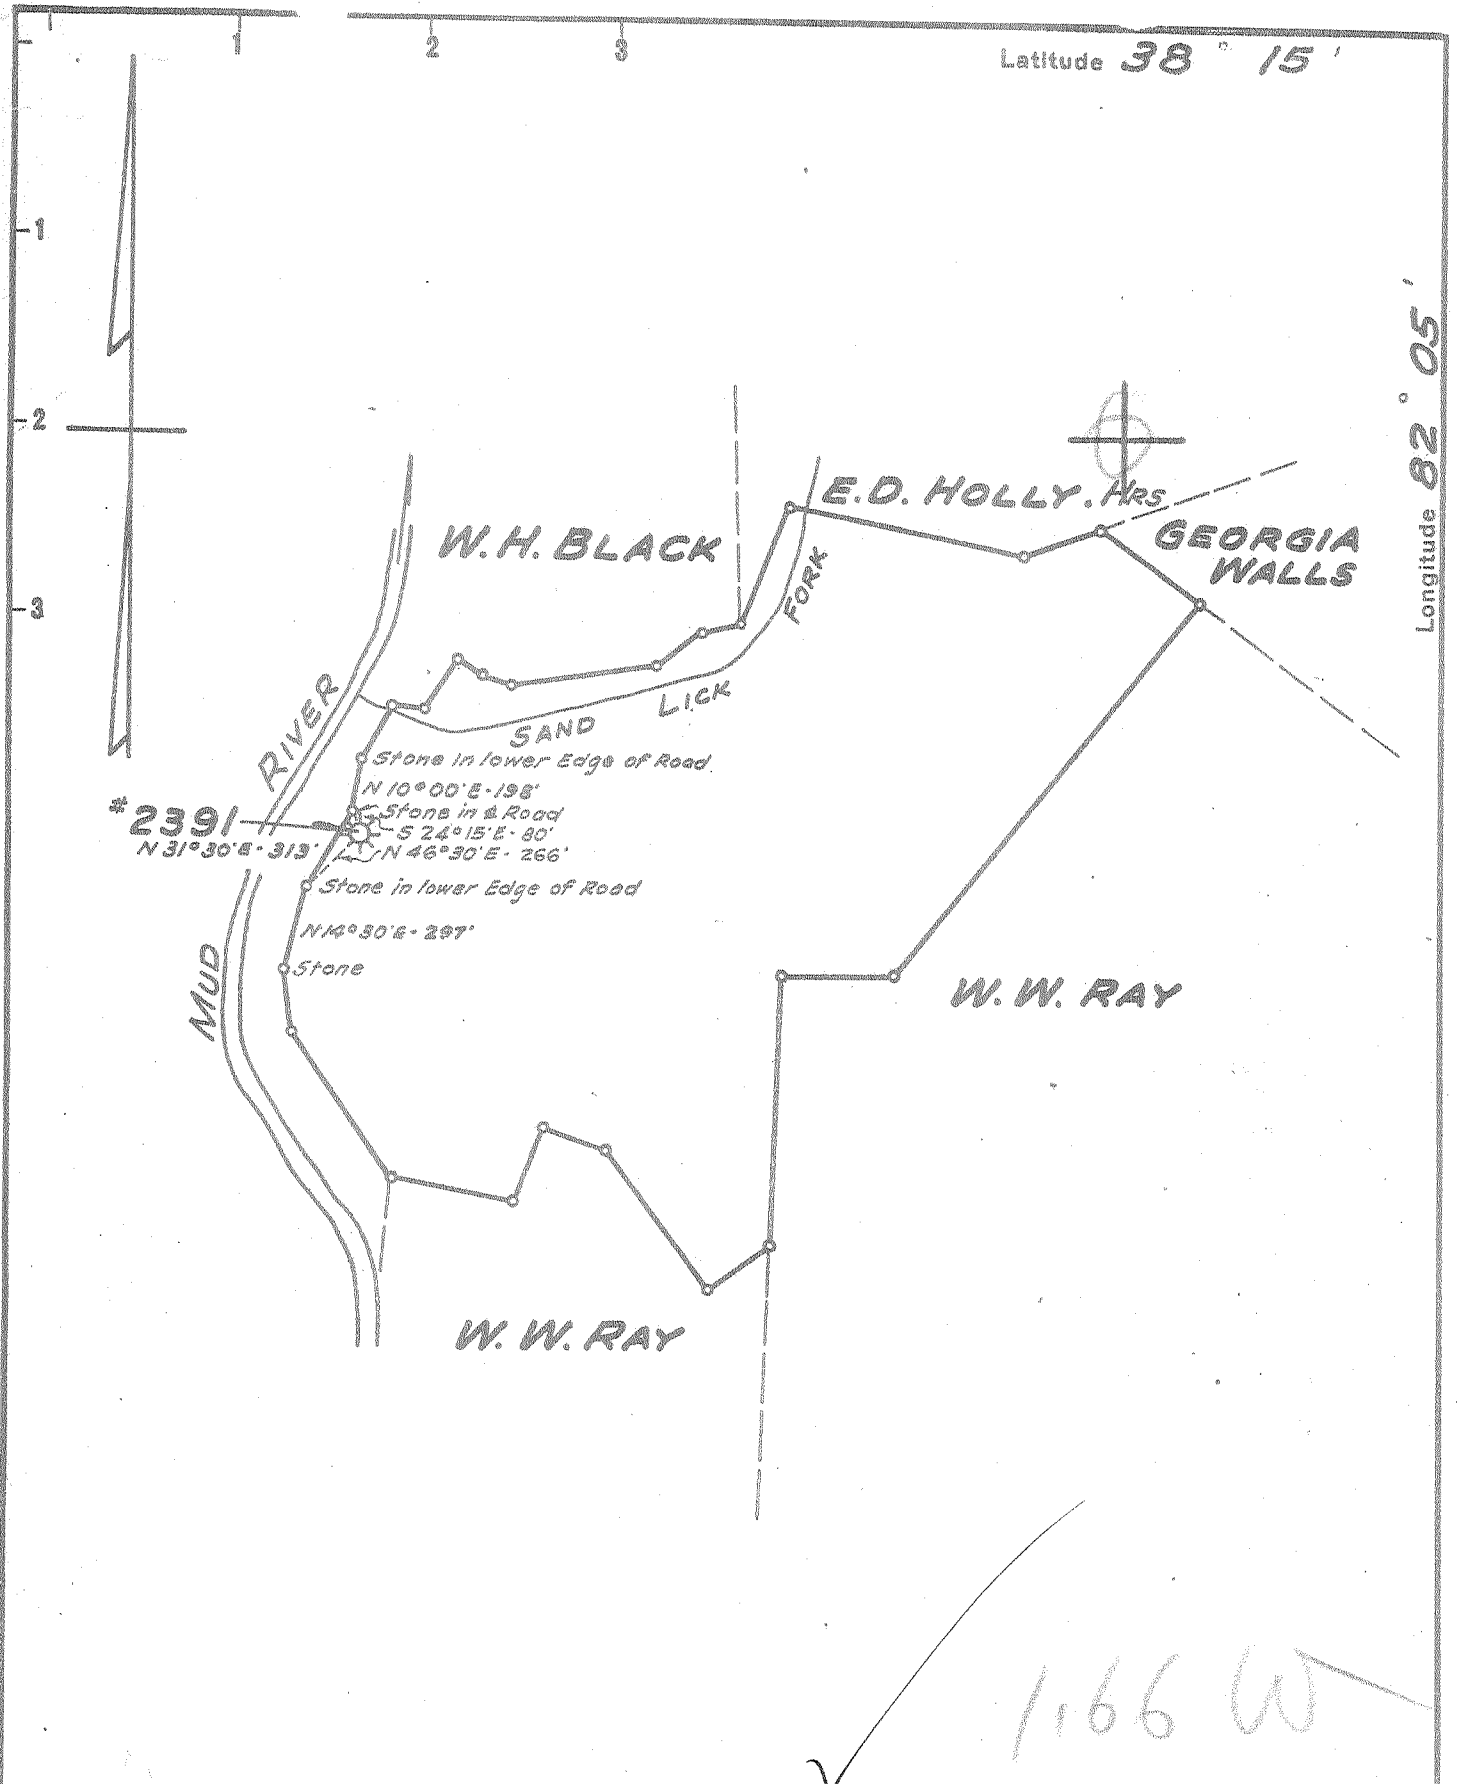 1 2 3
Latitude 38° 15'
1
2
3
Longitude 82° 05'
E.D. HOLLY. HRS
W.H. BLACK
GEORGIA
WALLS
FORK
LICK
SAND
RIVER
Stone in lower Edge of Road
N 10°00'E-198'
Stone in ℄ Road
#2391
S 24°15'E-80'
N 31°30'E-313'
N 46°30'E-266'
Stone in lower Edge of Road
N 14°30'E-297'
Stone
MUD
W.W. RAY
W.W. RAY
1.66 W